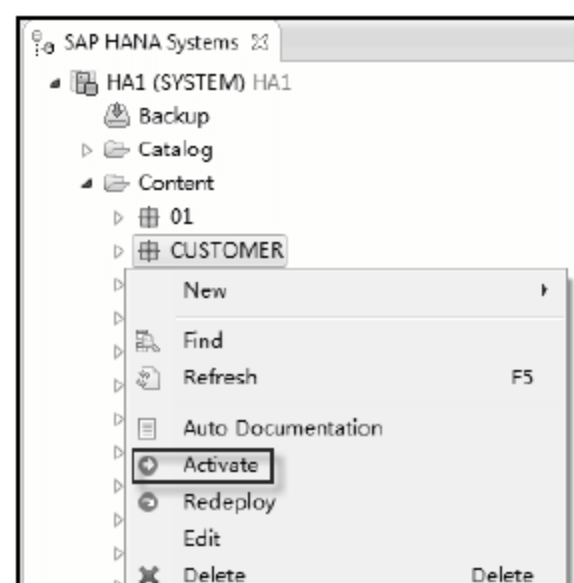 SAP HANA Systems
HA1 (SYSTEM) HA1
Backup
Catalog
Content
01
CUSTOMER
New
Find
Refresh F5
Auto Documentation
Activate
Redeploy
Edit
Delete Delete